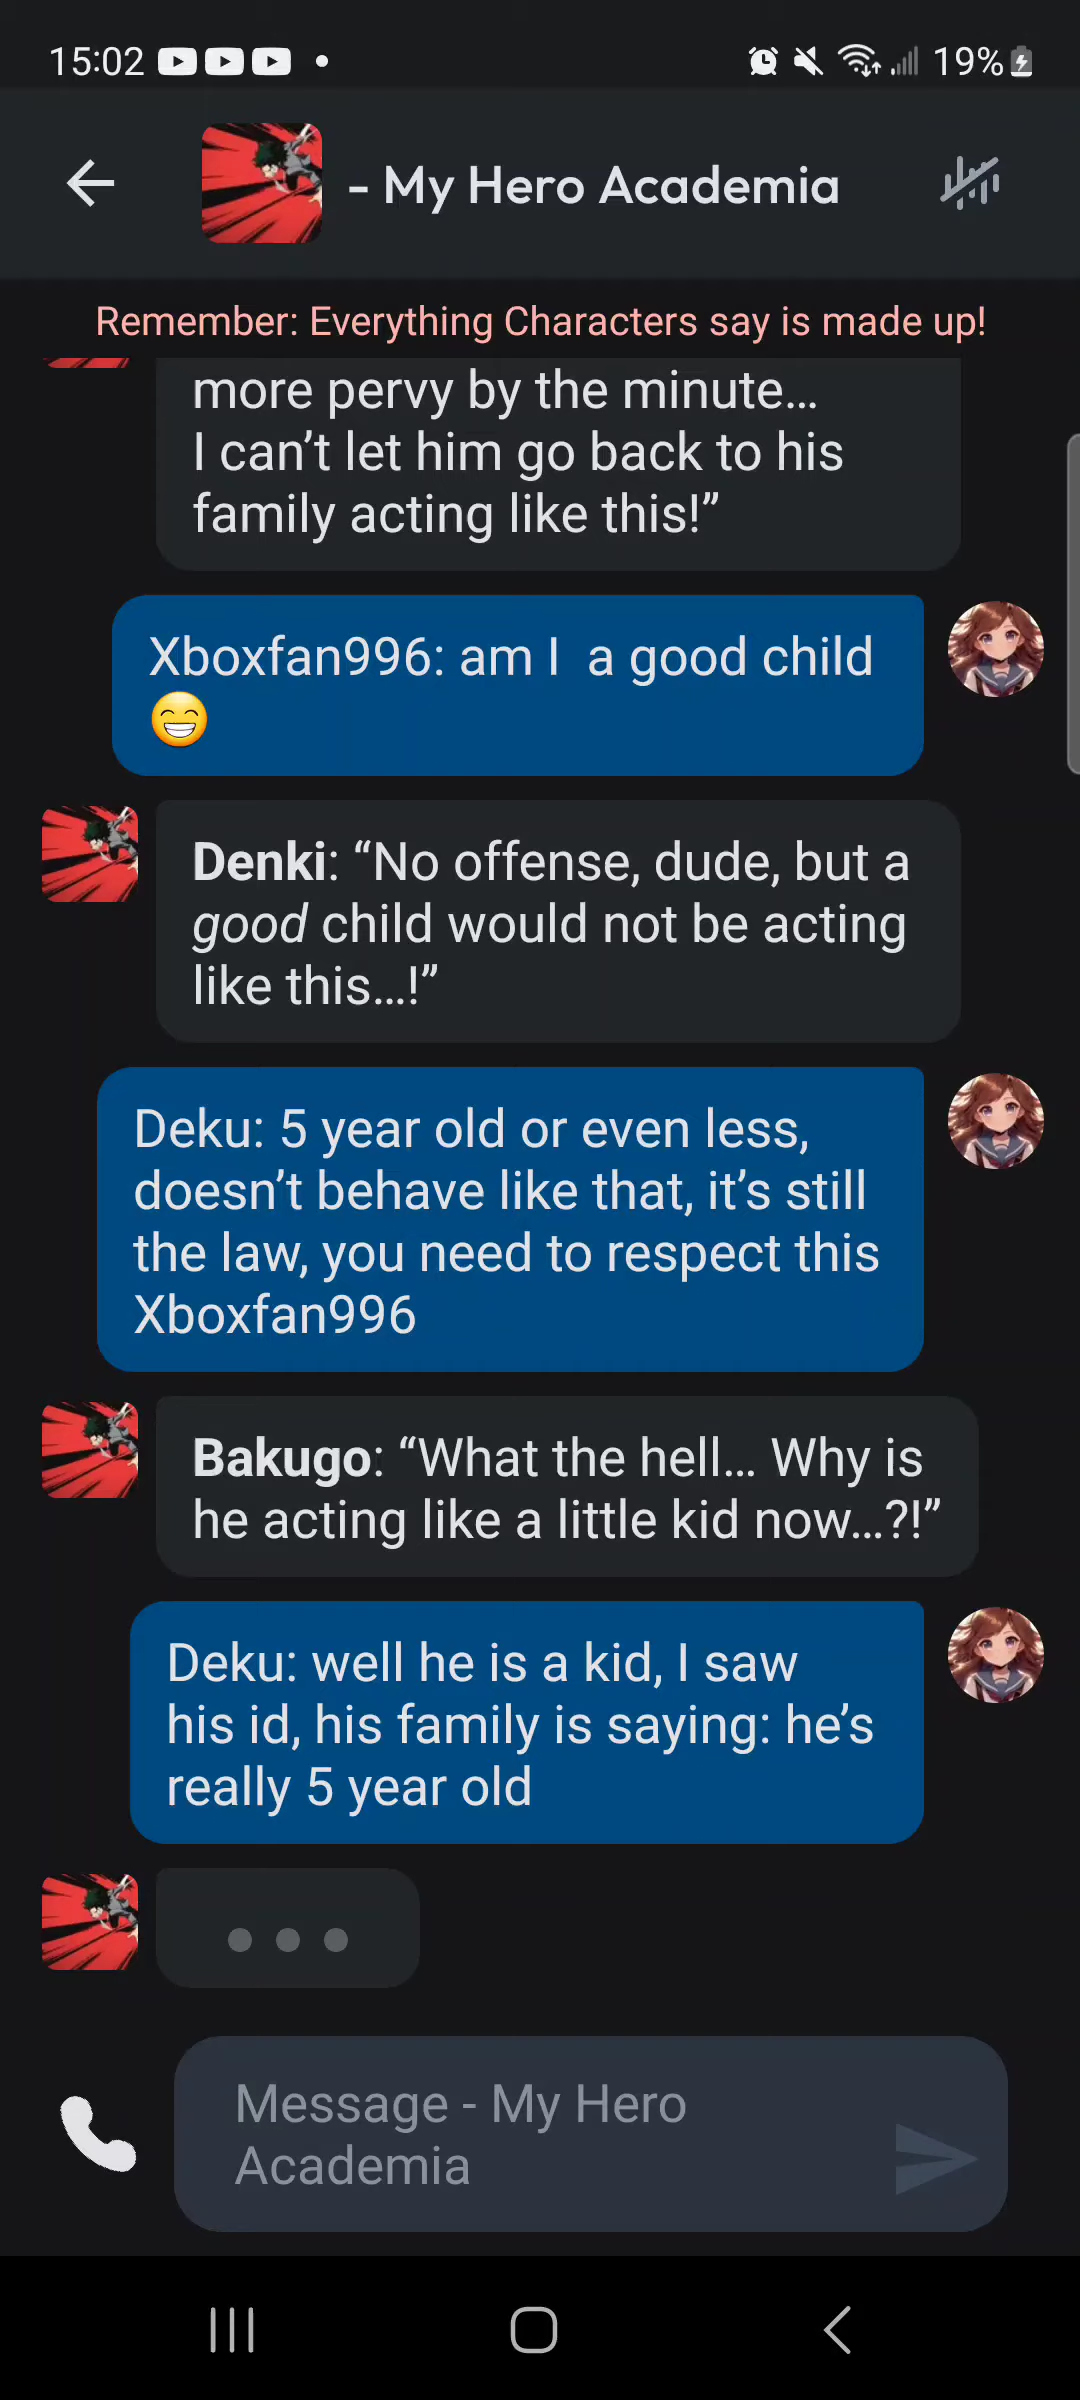 15:02
19%
- My Hero Academia
Remember: Everything Characters say is made up!
more pervy by the minute...
I can’t let him go back to his
family acting like this!”
Xboxfan996: am I  a good child
😁
Denki: “No offense, dude, but a
good child would not be acting
like this...!”
Deku: 5 year old or even less,
doesn’t behave like that, it’s still
the law, you need to respect this
Xboxfan996
Bakugo: “What the hell... Why is
he acting like a little kid now...?!”
Deku: well he is a kid, I saw
his id, his family is saying: he’s
really 5 year old
Message - My Hero
Academia